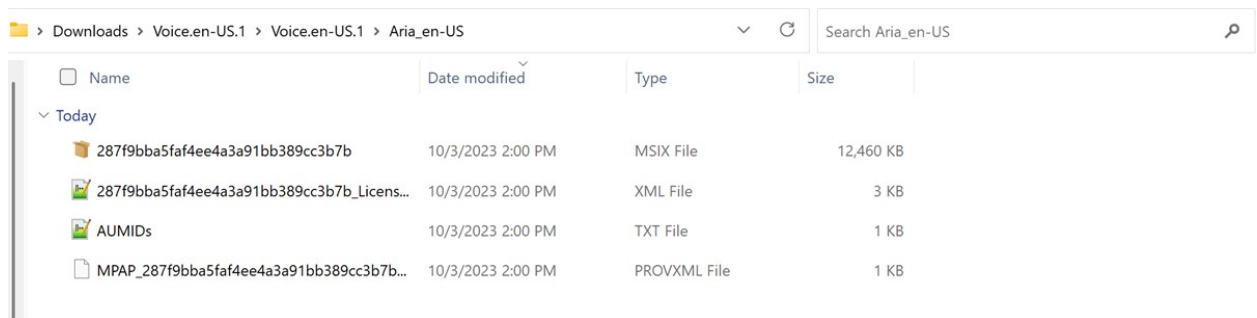 Downloads > Voice.en-US.1 > Voice.en-US.1 > Aria_en-US Search Aria_en-US
Name Date modified Type Size
Today
287f9bba5faf4ee4a3a91bb389cc3b7b 10/3/2023 2:00 PM MSIX File 12,460 KB
287f9bba5faf4ee4a3a91bb389cc3b7b_Licens... 10/3/2023 2:00 PM XML File 3 KB
AUMIDs 10/3/2023 2:00 PM TXT File 1 KB
MPAP_287f9bba5faf4ee4a3a91bb389cc3b7b... 10/3/2023 2:00 PM PROVXML File 1 KB